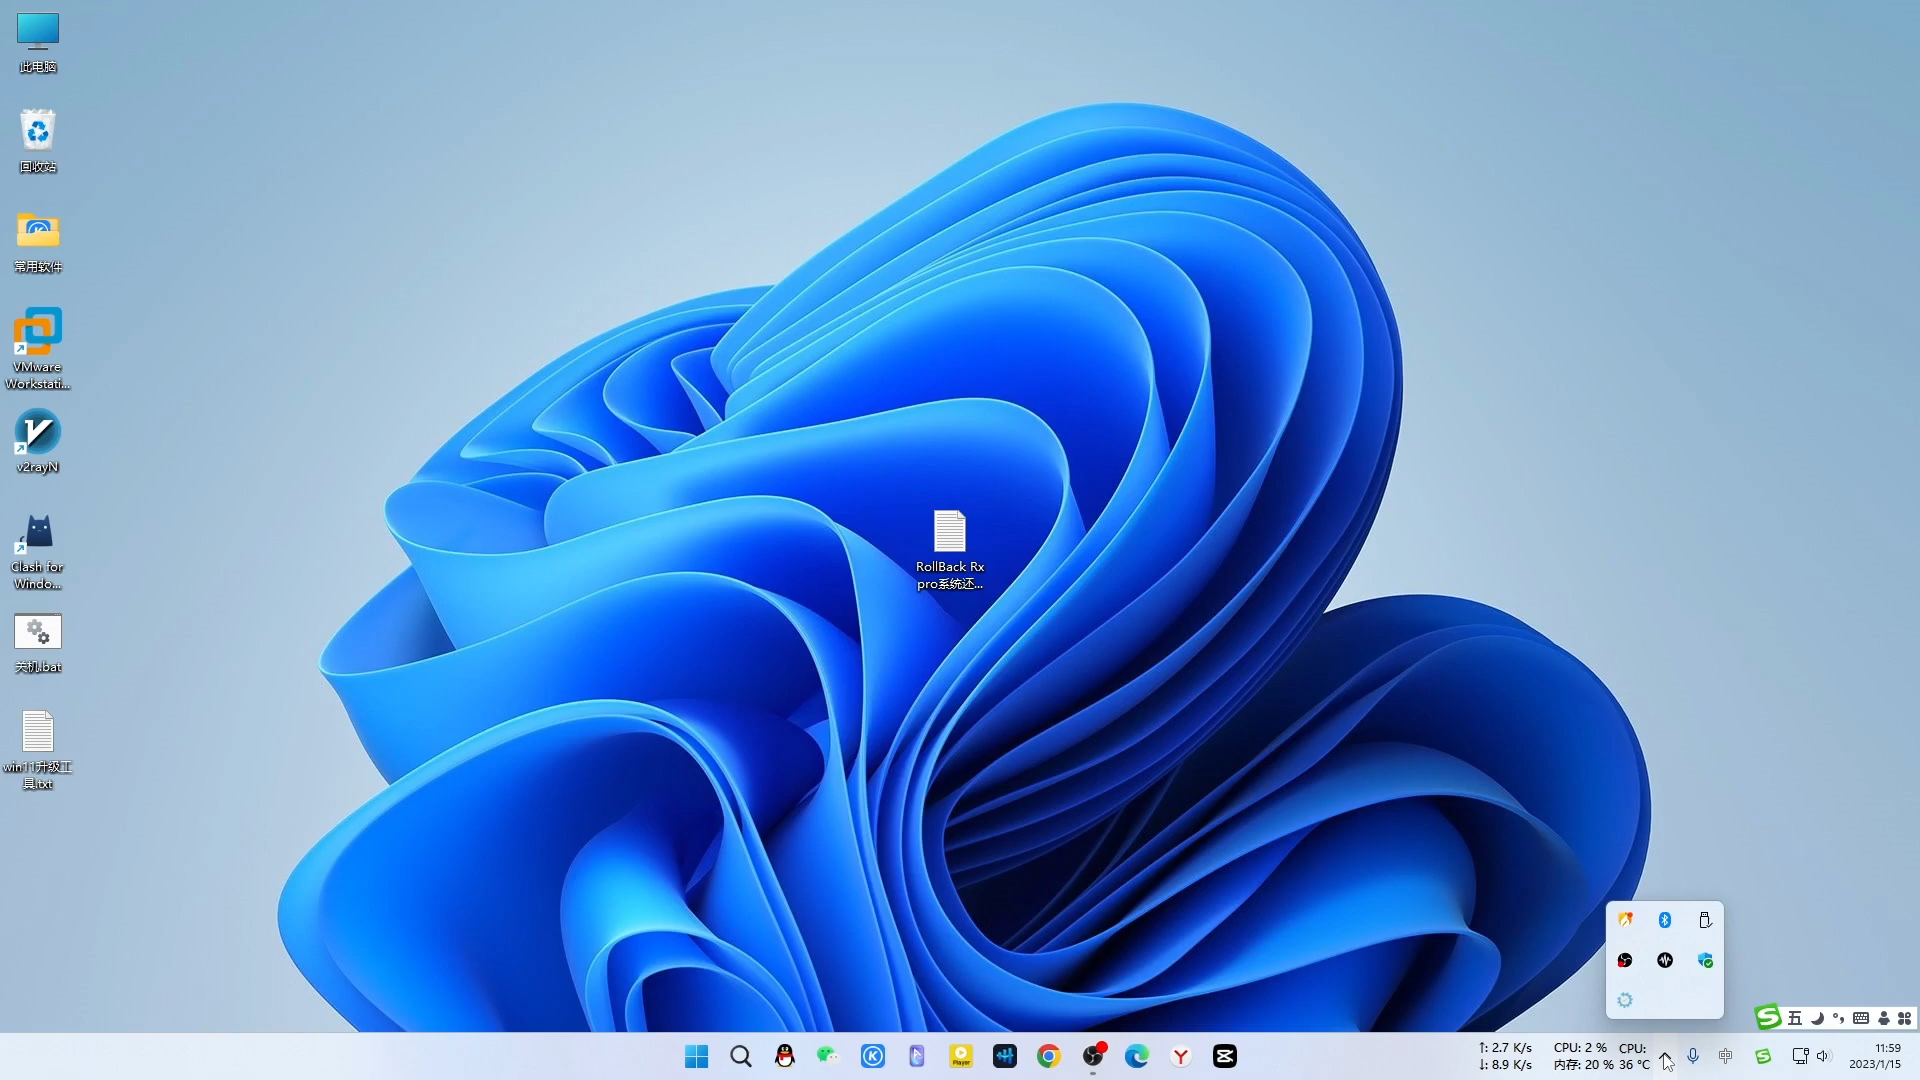 此电脑
回收站
常用软件
VMware
Workstati...
v2rayN
Clash for
Windo...
关机.bat
win11升级工
具.txt
RollBack Rx
pro系统还...
五
Player
↑: 2.7 K/s
↓: 8.9 K/s
CPU: 2 %
内存: 20 %
CPU:
36 °C
中
11:59
2023/1/15